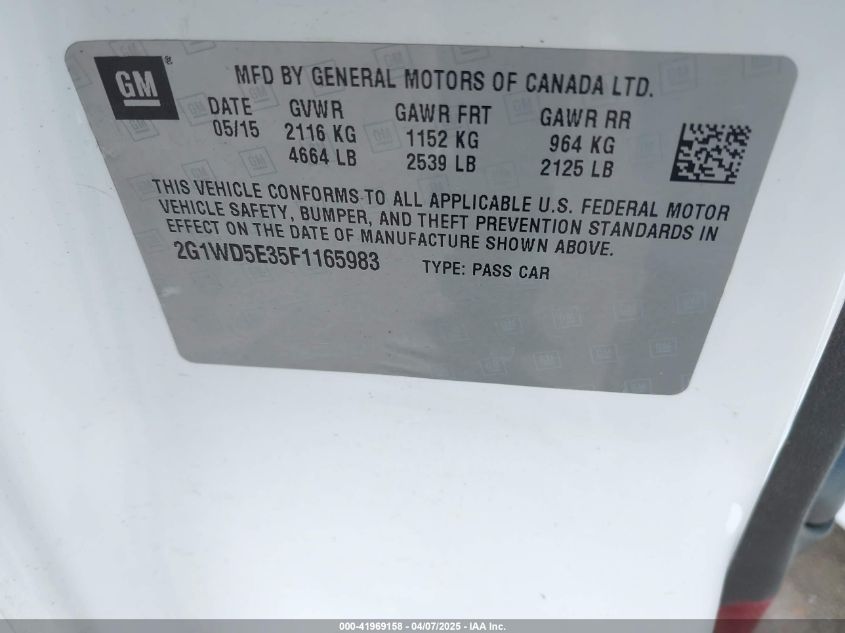 GM®
MFD BY GENERAL MOTORS OF CANADA LTD.
DATE GVWR GAWR FRT GAWR RR
05/15 2116 KG 1152 KG 964 KG
4664 LB 2539 LB 2125 LB
THIS VEHICLE CONFORMS TO ALL APPLICABLE U.S. FEDERAL MOTOR
VEHICLE SAFETY, BUMPER, AND THEFT PREVENTION STANDARDS IN
EFFECT ON THE DATE OF MANUFACTURE SHOWN ABOVE.
2G1WD5E35F1165983 TYPE: PASS CAR
000-41969158 - 04/07/2025 - IAA Inc.